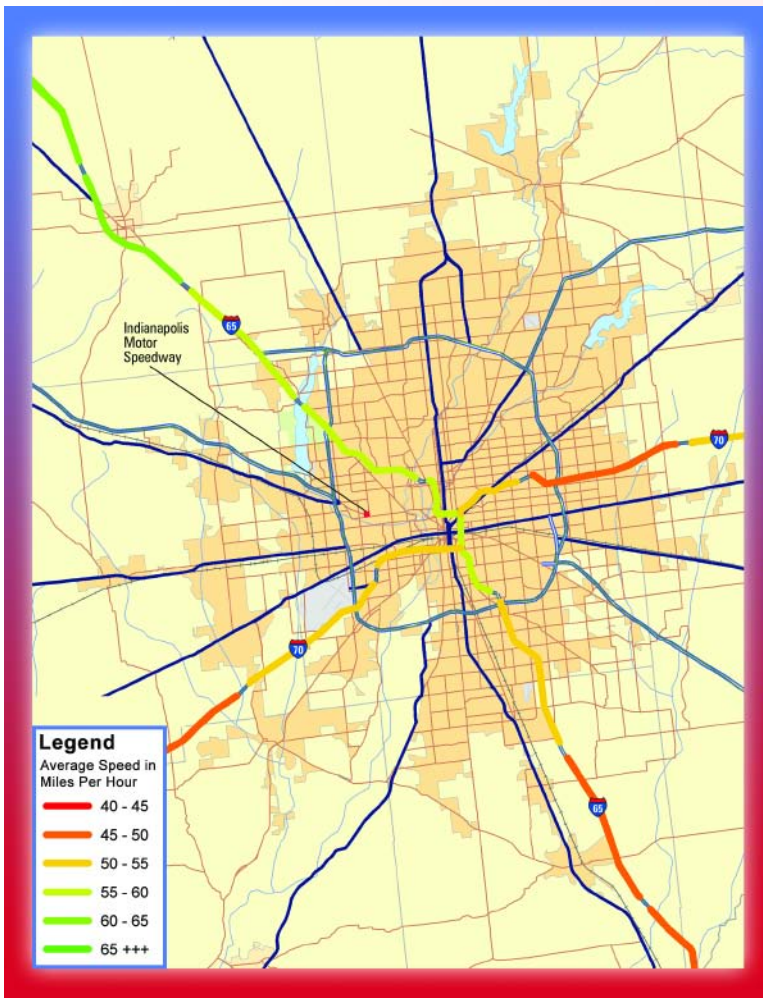 65
Indianapolis
Motor
Speedway
70
70
65
Legend
Average Speed in
Miles Per Hour
40 - 45
45 - 50
50 - 55
55 - 60
60 - 65
65 +++